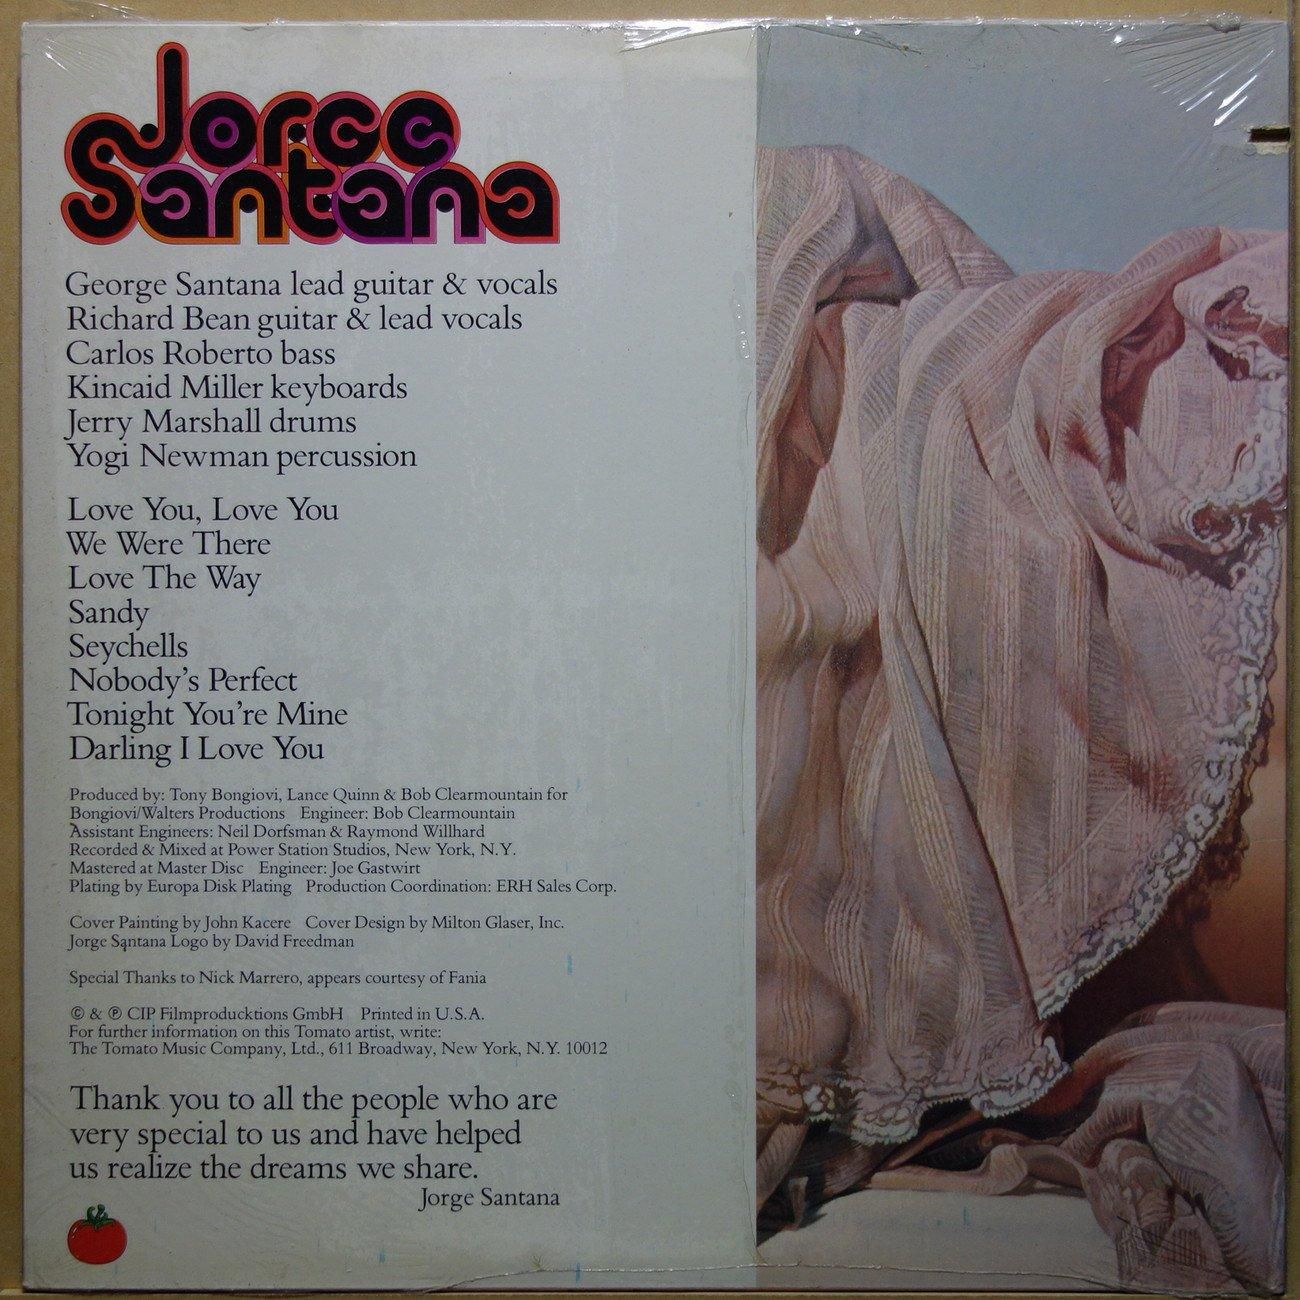 Jorge
Santana
George Santana lead guitar & vocals
Richard Bean guitar & lead vocals
Carlos Roberto bass
Kincaid Miller keyboards
Jerry Marshall drums
Yogi Newman percussion
Love You, Love You
We Were There
Love The Way
Sandy
Seychells
Nobody's Perfect
Tonight You're Mine
Darling I Love You
Produced by: Tony Bongiovi, Lance Quinn & Bob Clearmountain for
Bongiovi/Walters Productions Engineer: Bob Clearmountain
Assistant Engineers: Neil Dorfsman & Raymond Willhard
Recorded & Mixed at Power Station Studios, New York, N.Y.
Mastered at Master Disc Engineer: Joe Gastwirt
Plating by Europa Disk Plating Production Coordination: ERH Sales Corp.
Cover Painting by John Kacere Cover Design by Milton Glaser, Inc.
Jorge Santana Logo by David Freedman
Special Thanks to Nick Marrero, appears courtesy of Fania
© & ℗ CIP Filmproducktions GmbH Printed in U.S.A.
For further information on this Tomato artist, write:
The Tomato Music Company, Ltd., 611 Broadway, New York, N.Y. 10012
Thank you to all the people who are
very special to us and have helped
us realize the dreams we share.
Jorge Santana